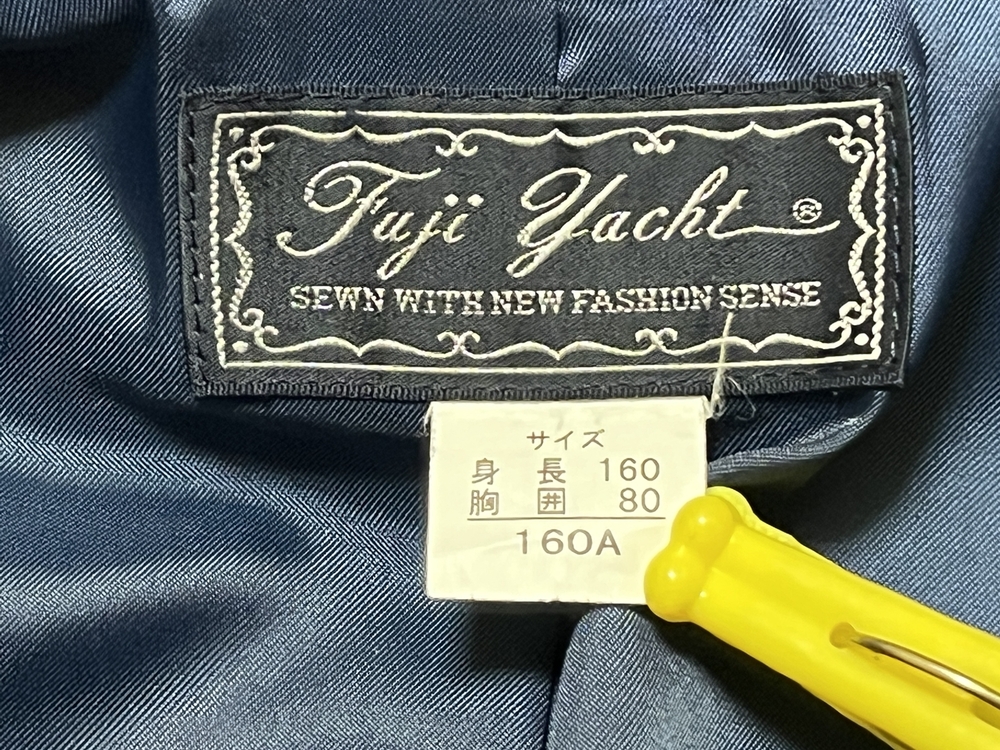 Fuji Yacht ®
SEWN WITH NEW FASHION SENSE
サイズ
身長 160
胸囲 80
160A